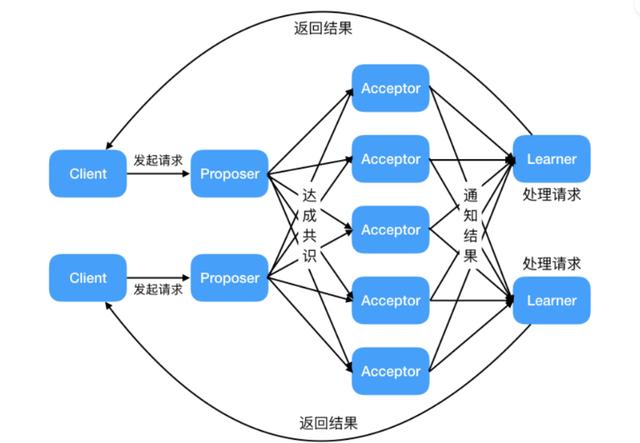 返回结果
Acceptor
Client
发起请求
Proposer
Acceptor
Learner
处理请求
达成共识
Acceptor
通知结果
Client
发起请求
Proposer
Acceptor
处理请求
Learner
Acceptor
返回结果